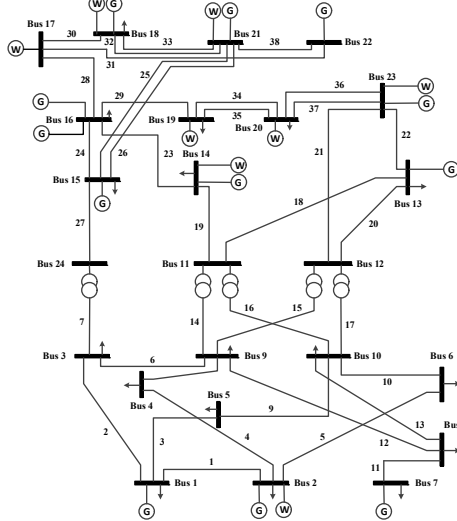 W G W G G
Bus 17 30 Bus 18 33 Bus 21 Bus 22
W 32 38
31
28 25 36 Bus 23
W
G 29 34 37 G
Bus 16 Bus 19 35 Bus 20
G W W 22
24 26 23 Bus 14 21
W
G
Bus 15 G
G 18 Bus 13
27 19 20
Bus 24 Bus 11 Bus 12
16 15
7 14 17
Bus 3 Bus 9 Bus 10 Bus 6
6
Bus 4 Bus 5 10
9 13 Bus
2 3 4 5 12
11
1
Bus 1 Bus 2 Bus 7
G G W G